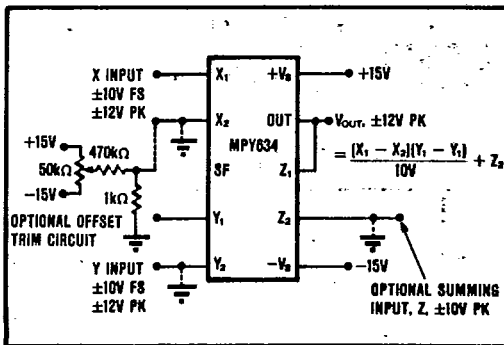 X INPUT
±10V FS
±12V PK
X1
X2
SF
Y1
Y2
MPY634
+VS
OUT
Z1
Z2
−VS
+15V
VOUT, ±12V PK
= (X1 − X2)(Y1 − Y1) / 10V + Z2
+15V
50kΩ
−15V
470kΩ
1kΩ
OPTIONAL OFFSET
TRIM CIRCUIT
Y INPUT
±10V FS
±12V PK
−15V
OPTIONAL SUMMING
INPUT, Z, ±10V PK